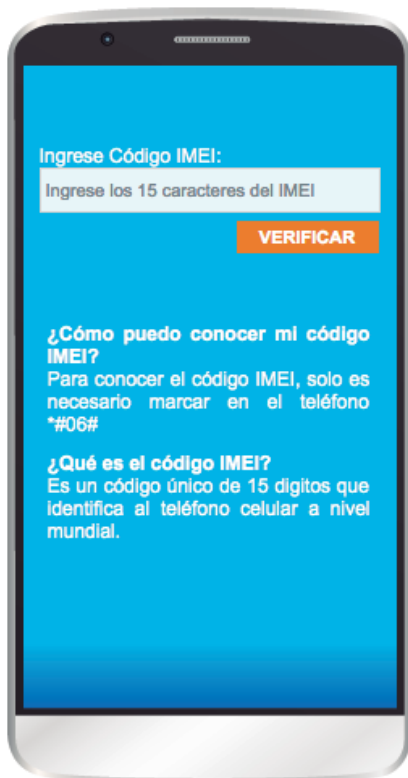 Ingrese Código IMEI:
Ingrese los 15 caracteres del IMEI
VERIFICAR
¿Cómo puedo conocer mi código
IMEI?
Para conocer el código IMEI, solo es
necesario marcar en el teléfono
*#06#
¿Qué es el código IMEI?
Es un código único de 15 digitos que
identifica al teléfono celular a nivel
mundial.